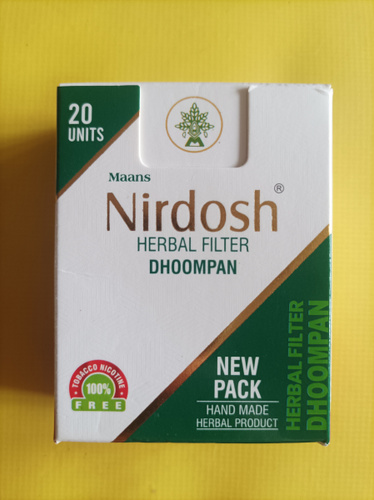 20
UNITS
Maans
Nirdosh®
HERBAL FILTER
DHOOMPAN
TOBACCO NICOTINE
100%
FREE
NEW
PACK
HAND MADE
HERBAL PRODUCT
HERBAL FILTER
DHOOMPAN